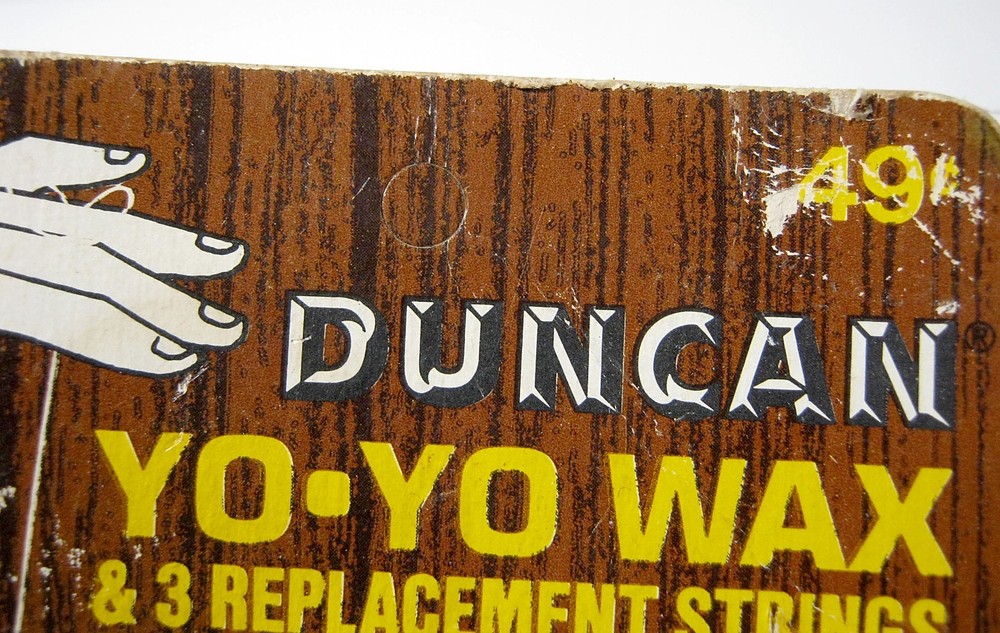 49¢
DUNCAN®
YO•YO WAX
& 3 REPLACEMENT STRINGS